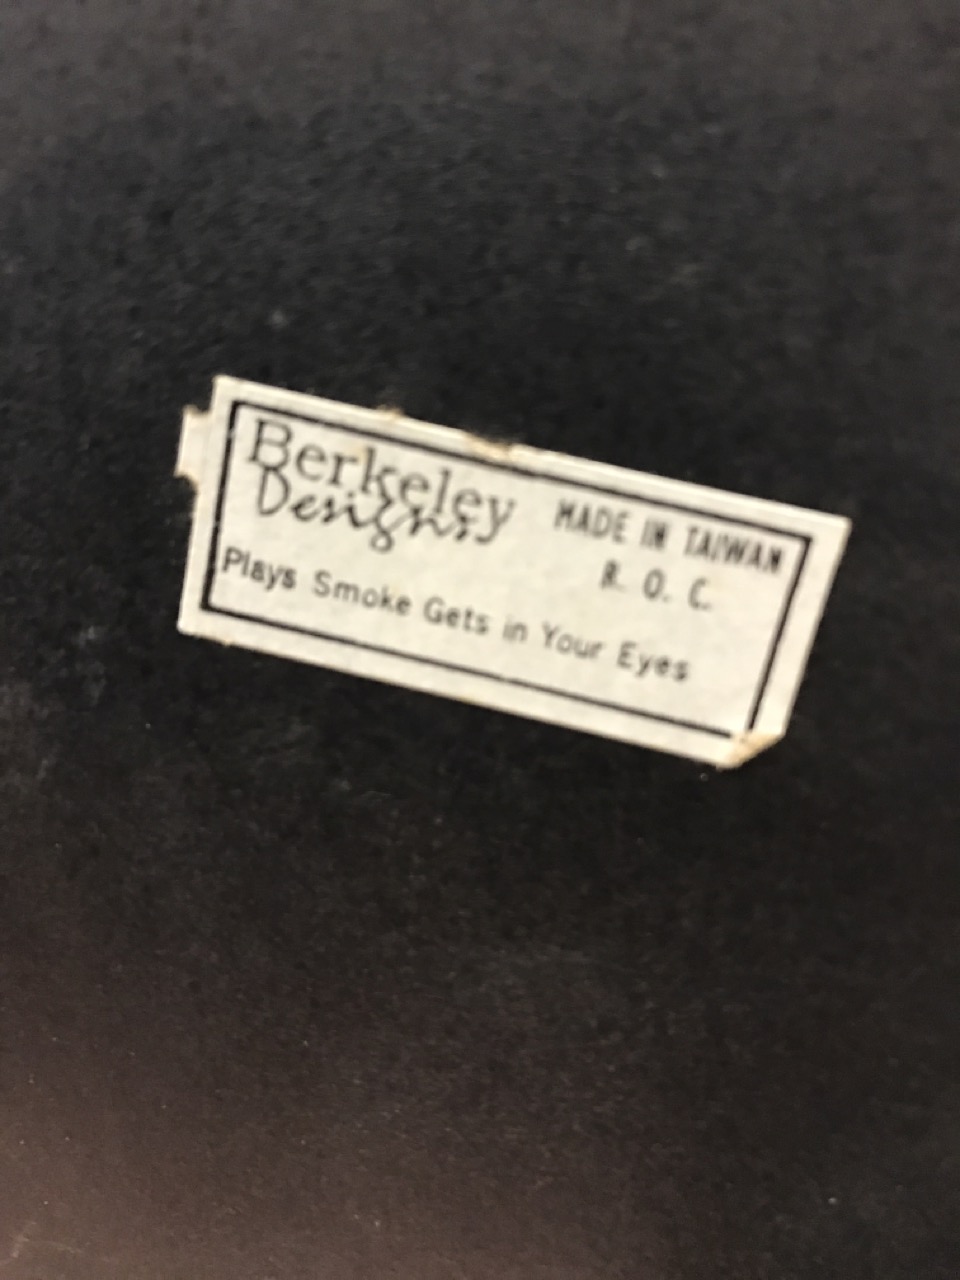 Berkeley
Designs
MADE IN TAIWAN
R. O. C.
Plays Smoke Gets in Your Eyes